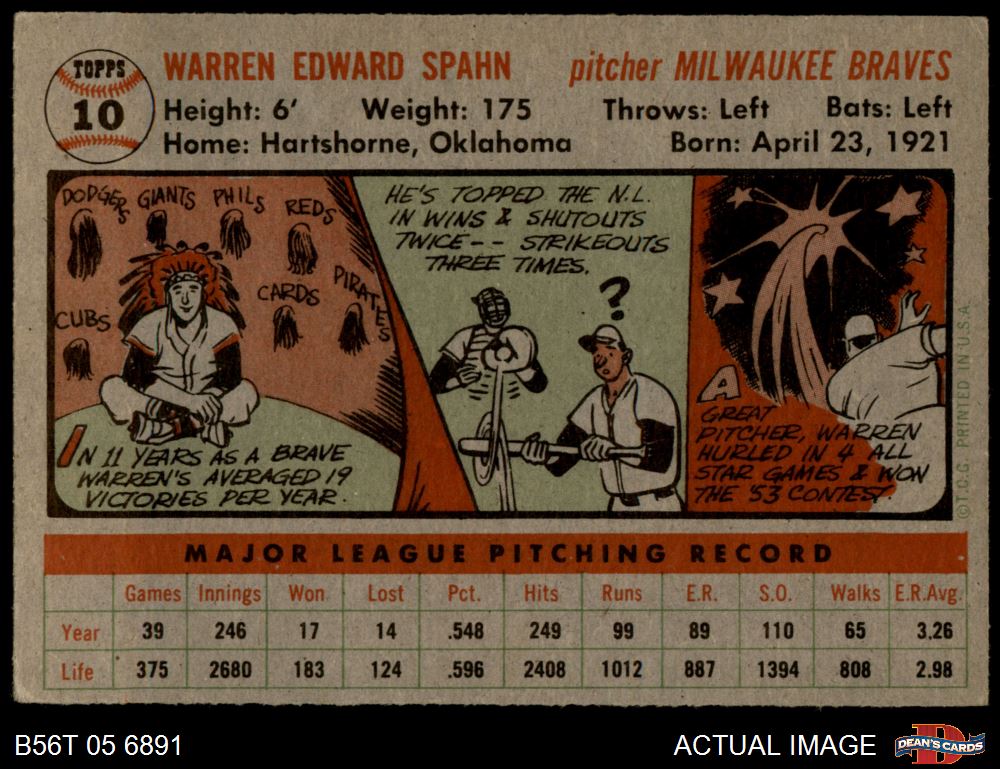 TOPPS
10
WARREN EDWARD SPAHN pitcher MILWAUKEE BRAVES
Height: 6' Weight: 175 Throws: Left Bats: Left
Home: Hartshorne, Oklahoma Born: April 23, 1921
DODGERS GIANTS PHILS REDS
CUBS CARDS PIRATES
IN 11 YEARS AS A BRAVE
WARREN'S AVERAGED 19
VICTORIES PER YEAR.
HE'S TOPPED THE N.L.
IN WINS & SHUTOUTS
TWICE-- STRIKEOUTS
THREE TIMES.
?
A
GREAT
PITCHER, WARREN
HURLED IN 4 ALL
STAR GAMES & WON
THE '53 CONTEST.
©T.C.G. PRINTED IN U.S.A.
MAJOR LEAGUE PITCHING RECORD
Games Innings Won Lost Pct. Hits Runs E.R. S.O. Walks E.R.Avg.
Year 39 246 17 14 .548 249 99 89 110 65 3.26
Life 375 2680 183 124 .596 2408 1012 887 1394 808 2.98
B56T 05 6891 ACTUAL IMAGE DEAN'S CARDS